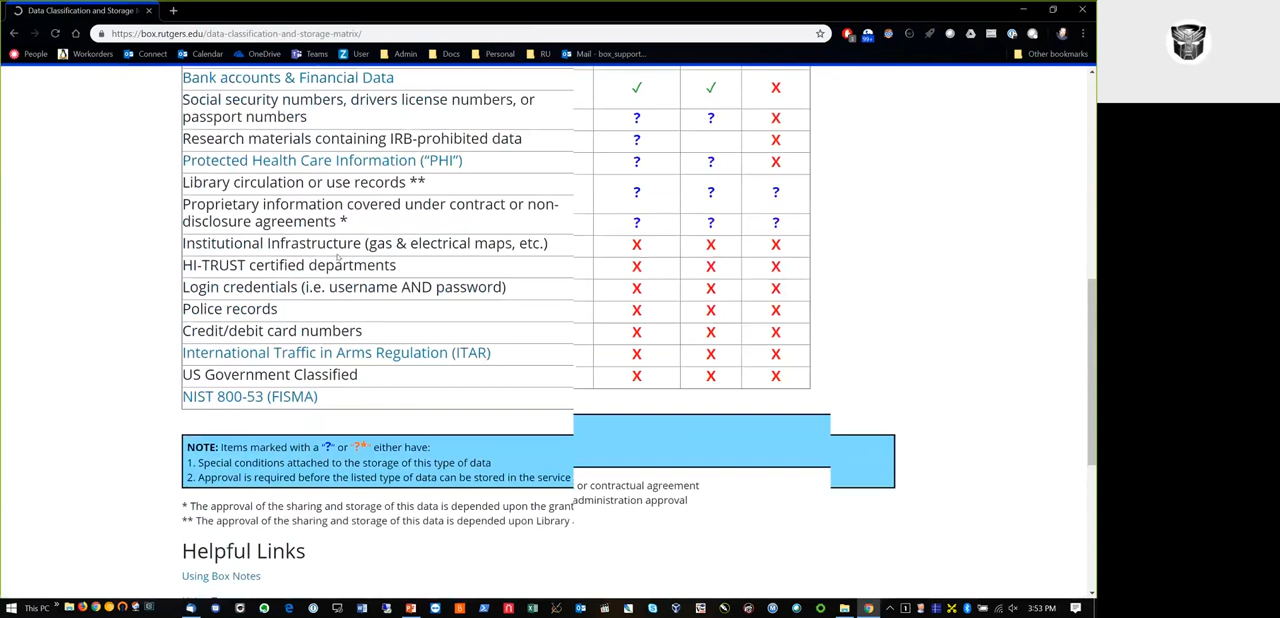 Data Classification and Storage
https://box.rutgers.edu/data-classification-and-storage-matrix/
People Workorders Connect Calendar OneDrive Teams User Admin Docs Personal RU Mail - box_support... Other bookmarks
Bank accounts & Financial Data ✓ ✓ X
Social security numbers, drivers license numbers, or
passport numbers ? ? X
Research materials containing IRB-prohibited data ? X
Protected Health Care Information (“PHI”) ? ? X
Library circulation or use records ** ? ? ?
Proprietary information covered under contract or non-
disclosure agreements * ? ? ?
Institutional Infrastructure (gas & electrical maps, etc.) X X X
HI-TRUST certified departments X X X
Login credentials (i.e. username AND password) X X X
Police records X X X
Credit/debit card numbers X X X
International Traffic in Arms Regulation (ITAR) X X X
US Government Classified X X X
NIST 800-53 (FISMA)
NOTE: Items marked with a "?" or "?*" either have:
1. Special conditions attached to the storage of this type of data
2. Approval is required before the listed type of data can be stored in the service
or contractual agreement
administration approval
* The approval of the sharing and storage of this data is depended upon the grant
** The approval of the sharing and storage of this data is depended upon Library
Helpful Links
Using Box Notes
This PC
3:53 PM